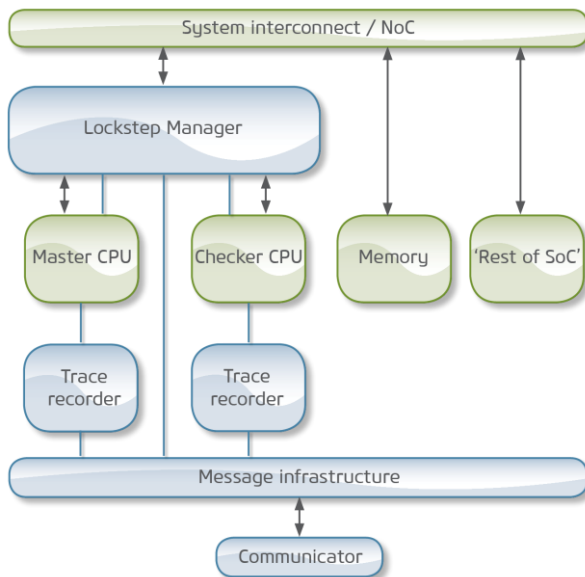 System interconnect / NoC
Lockstep Manager
Master CPU
Checker CPU
Memory
'Rest of SoC'
Trace
recorder
Trace
recorder
Message infrastructure
Communicator